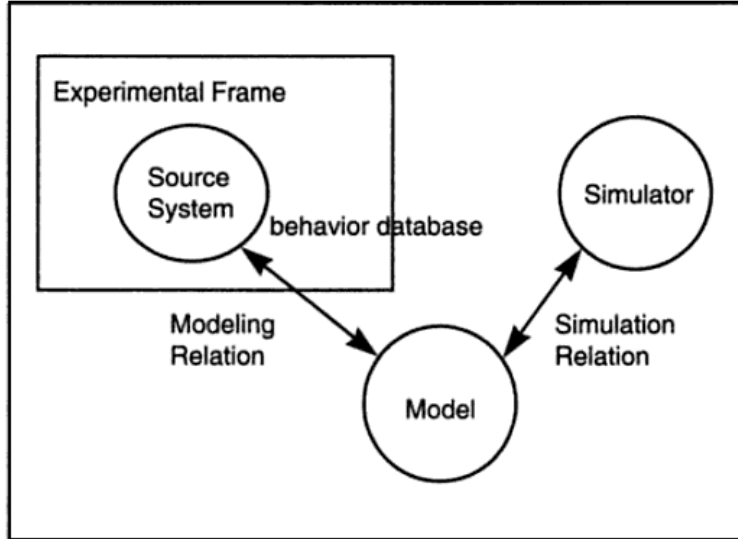 Experimental Frame
Source
System
behavior database
Simulator
Modeling
Relation
Simulation
Relation
Model